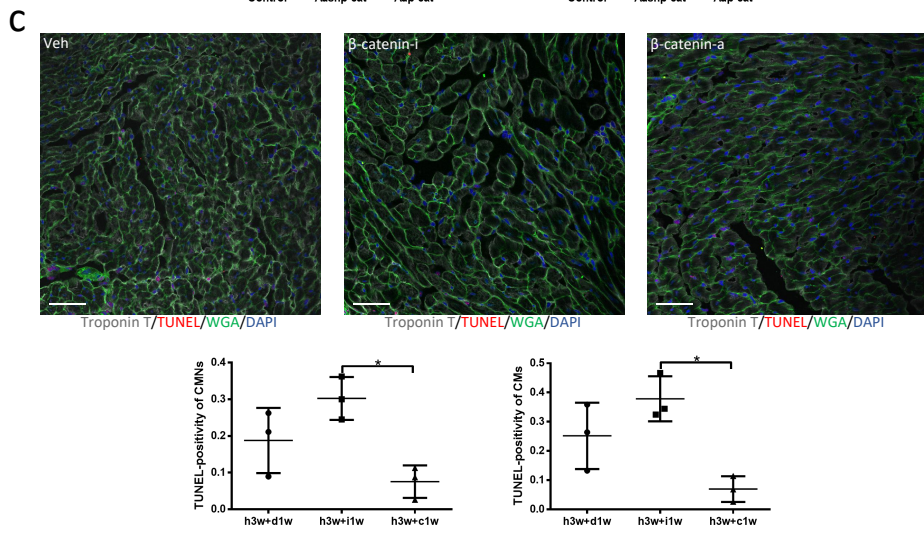 C
Veh
β-catenin-i
β-catenin-a
Troponin T/TUNEL/WGA/DAPI
Troponin T/TUNEL/WGA/DAPI
Troponin T/TUNEL/WGA/DAPI
TUNEL-positivity of CMNs
0.4
0.3
0.2
0.1
0.0
*
h3w+d1w h3w+i1w h3w+c1w
TUNEL-positivity of CMs
0.5
0.4
0.3
0.2
0.1
0.0
*
h3w+d1w h3w+i1w h3w+c1w